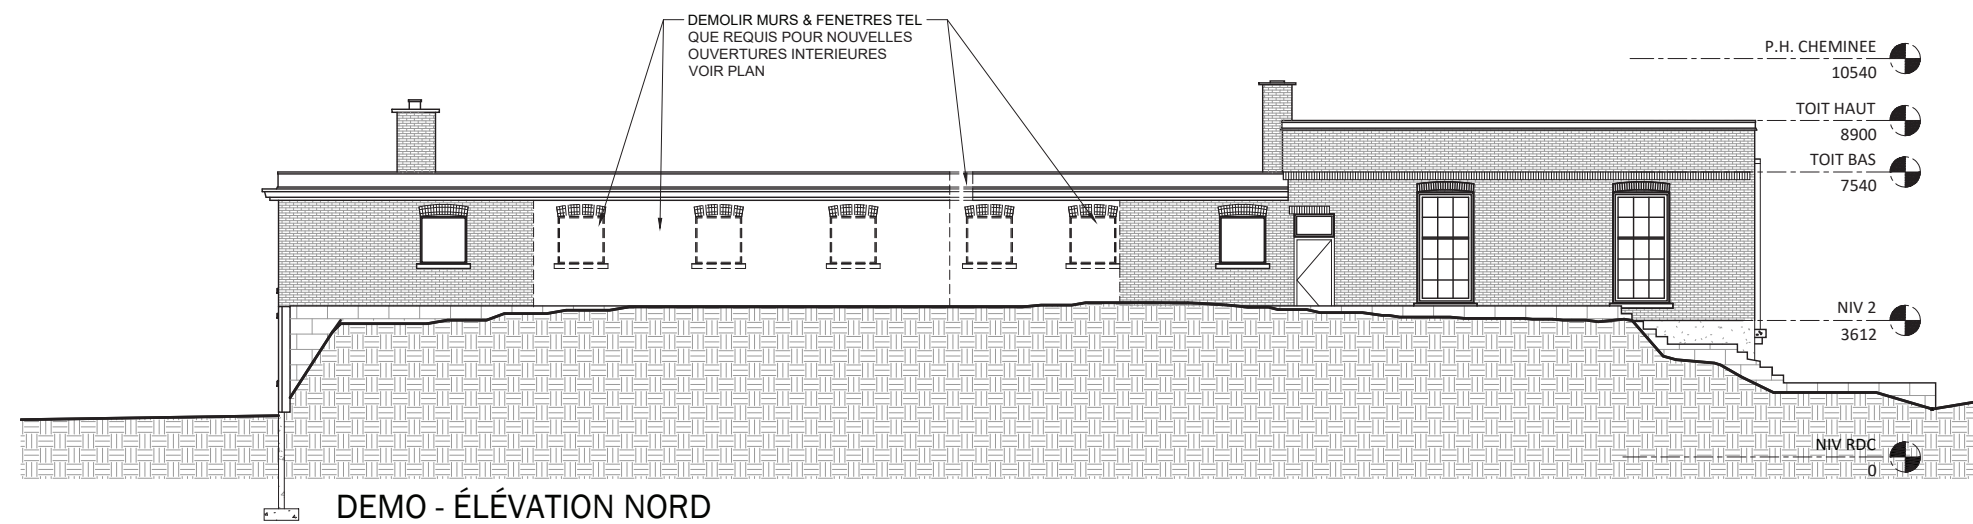 DEMOLIR MURS & FENETRES TEL
QUE REQUIS POUR NOUVELLES
OUVERTURES INTERIEURES
VOIR PLAN
P.H. CHEMINEE
10540
TOIT HAUT
8900
TOIT BAS
7540
NIV 2
3612
NIV RDC
0
DEMO - ÉLÉVATION NORD